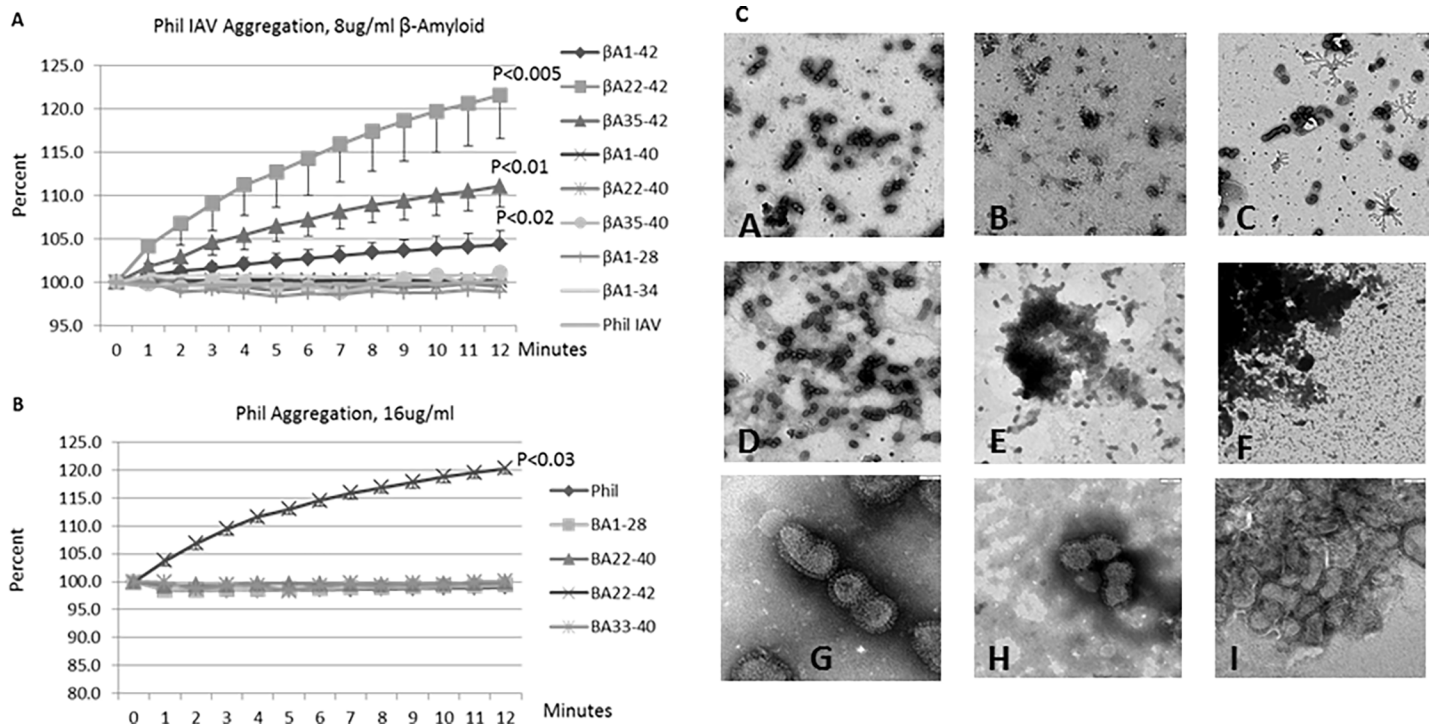 A
Phil IAV Aggregation, 8ug/ml β-Amyloid
125.0
120.0
115.0
110.0
105.0
100.0
95.0
Percent
P<0.005
P<0.01
P<0.02
0 1 2 3 4 5 6 7 8 9 10 11 12 Minutes
βA1-42
βA22-42
βA35-42
βA1-40
βA22-40
βA35-40
βA1-28
βA1-34
Phil IAV
B
Phil Aggregation, 16ug/ml
125.0
120.0
115.0
110.0
105.0
100.0
95.0
90.0
85.0
80.0
Percent
P<0.03
0 1 2 3 4 5 6 7 8 9 10 11 12 Minutes
Phil
BA1-28
BA22-40
BA22-42
BA33-40
C
A B C
D E F
G H I